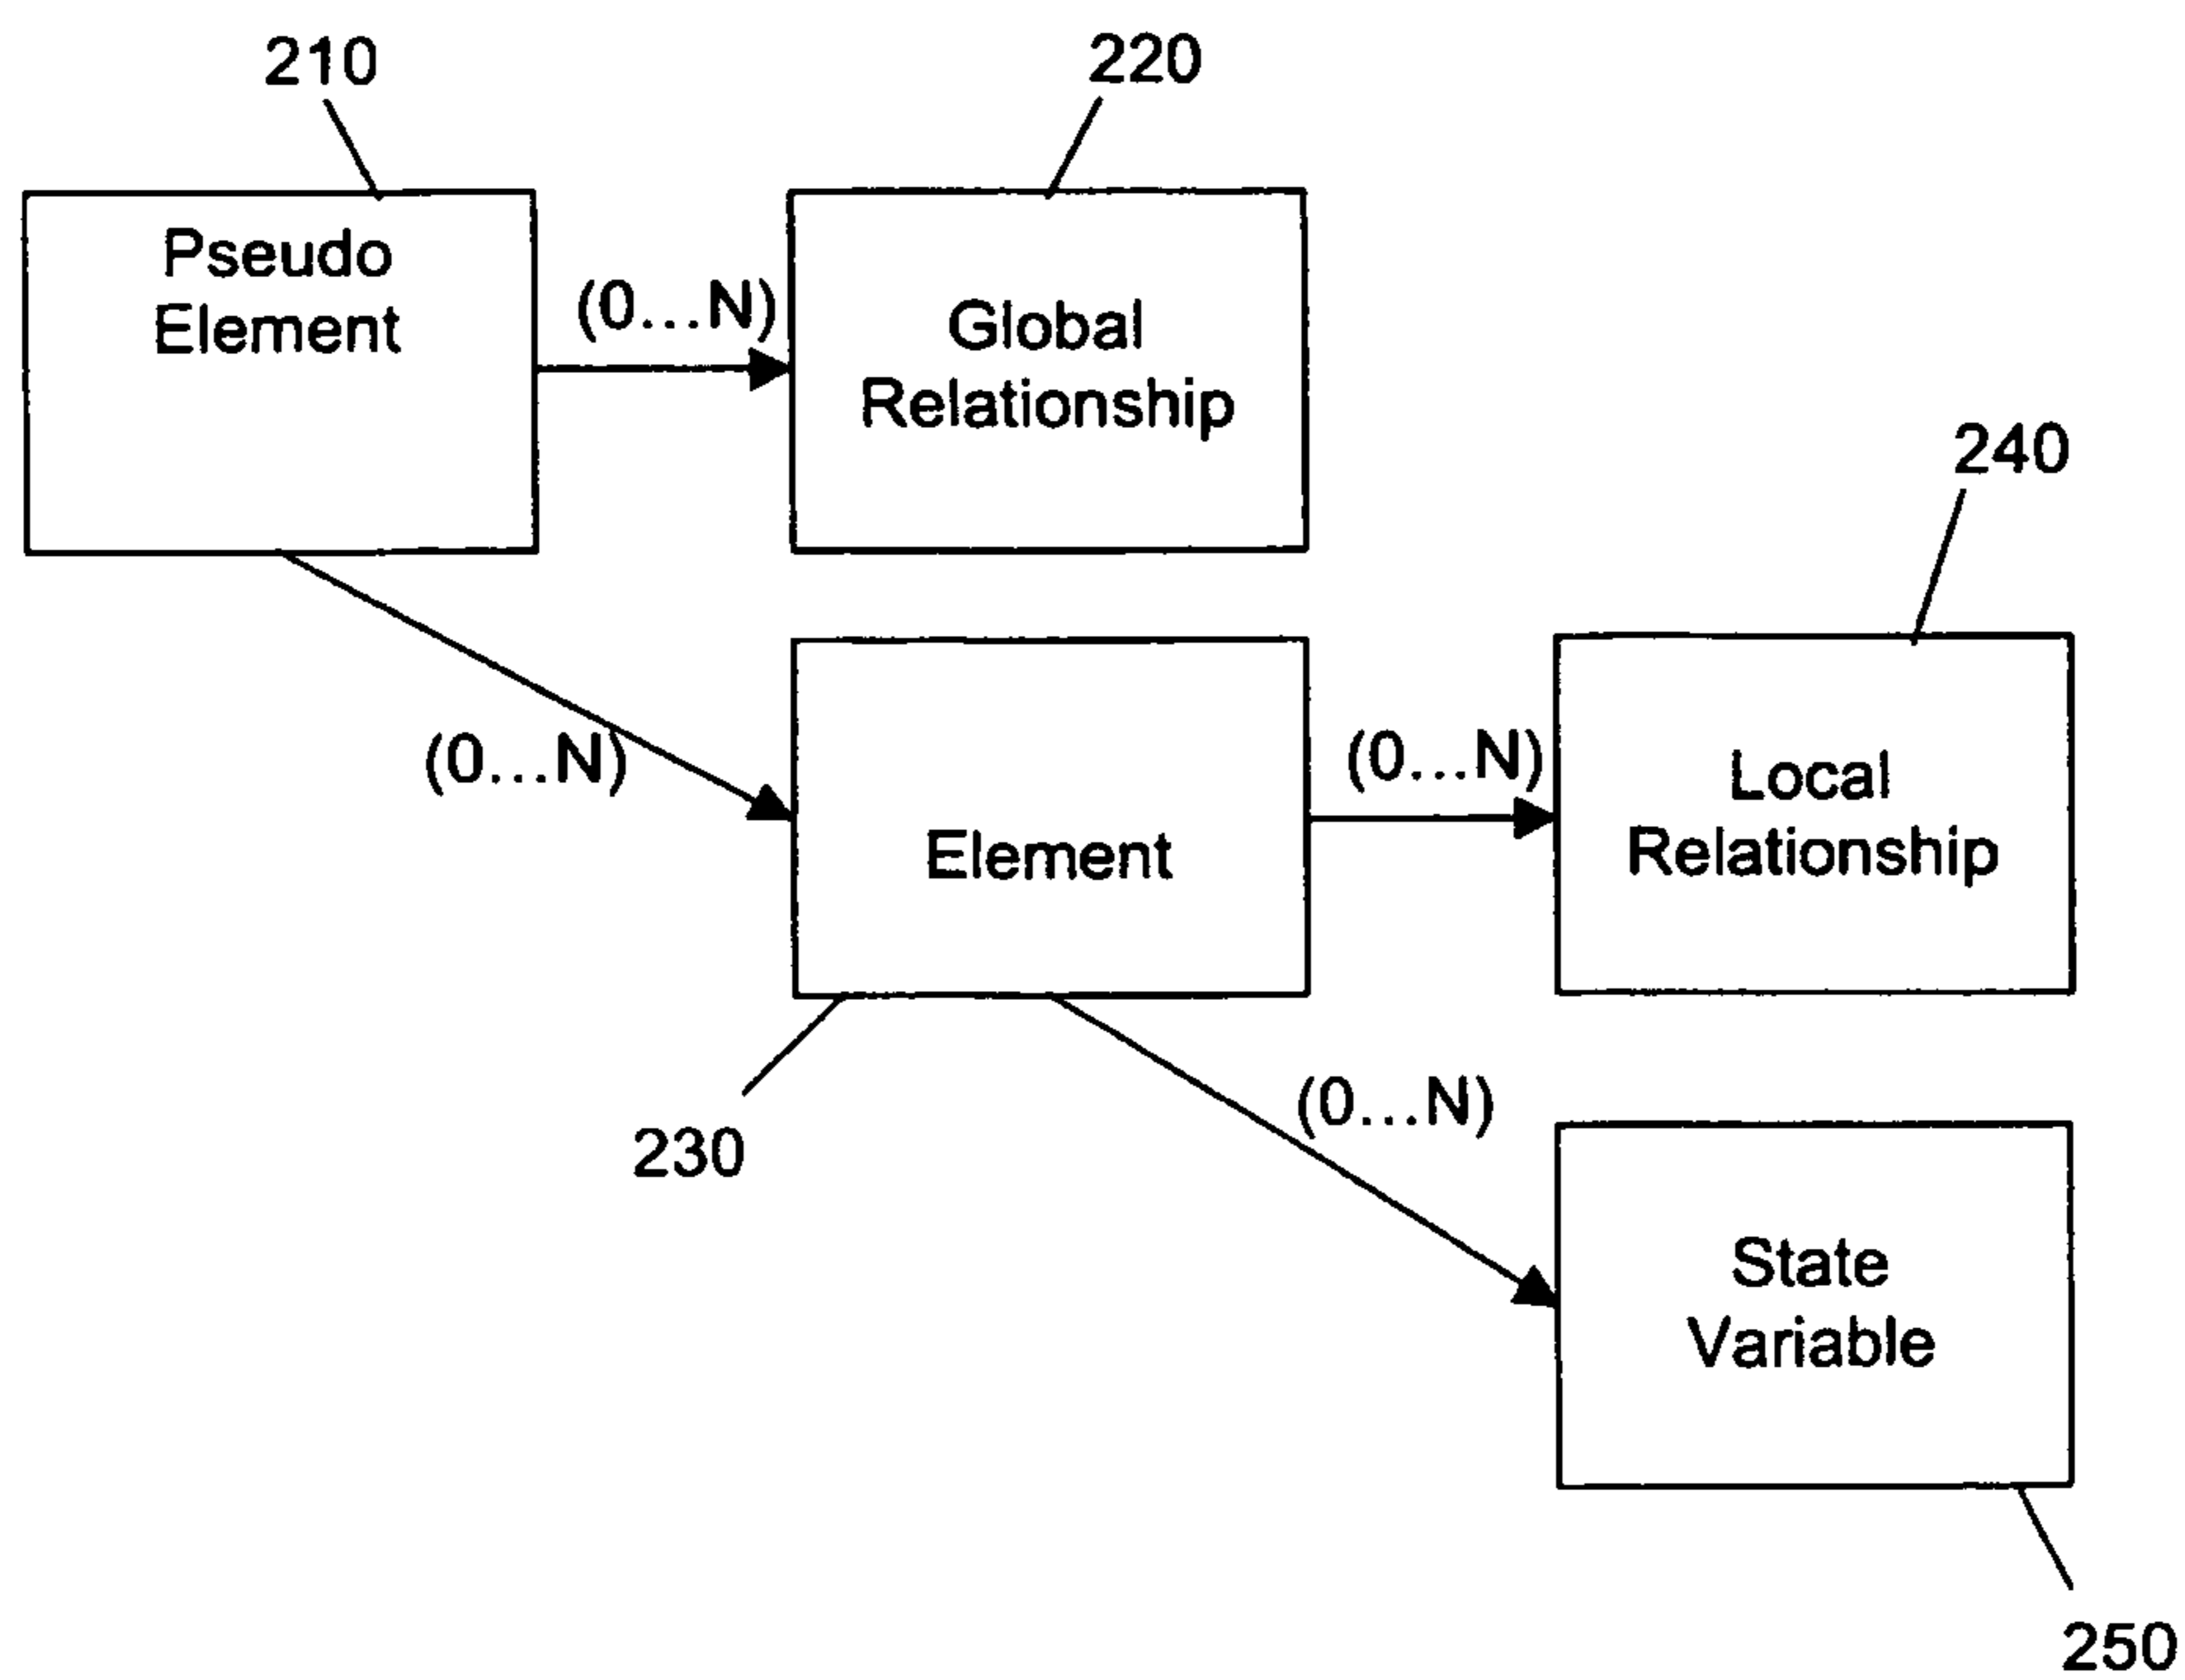 210
220
Pseudo
Element
(0...N)
Global
Relationship
240
(0...N)
Element
(0...N)
Local
Relationship
230
(0...N)
State
Variable
250